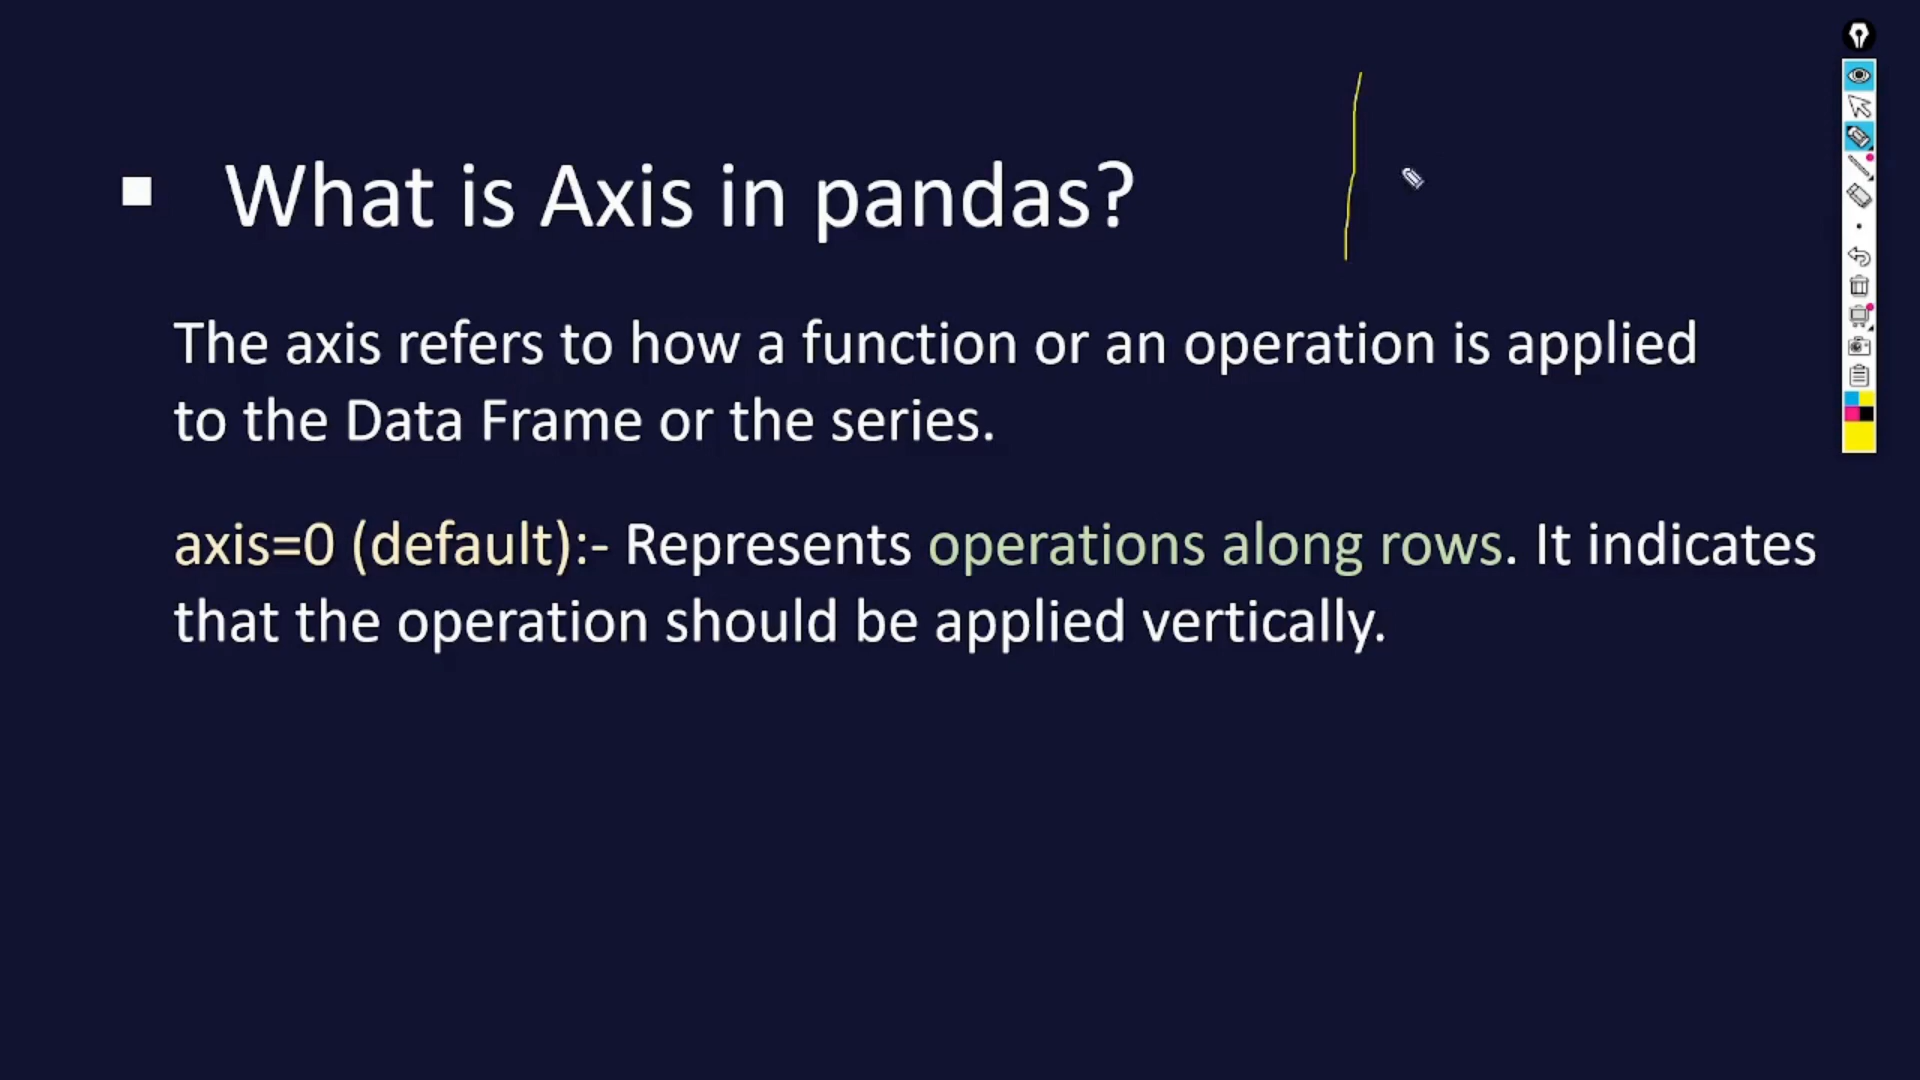 What is Axis in pandas?
The axis refers to how a function or an operation is applied
to the Data Frame or the series.
axis=0 (default):- Represents operations along rows. It indicates
that the operation should be applied vertically.